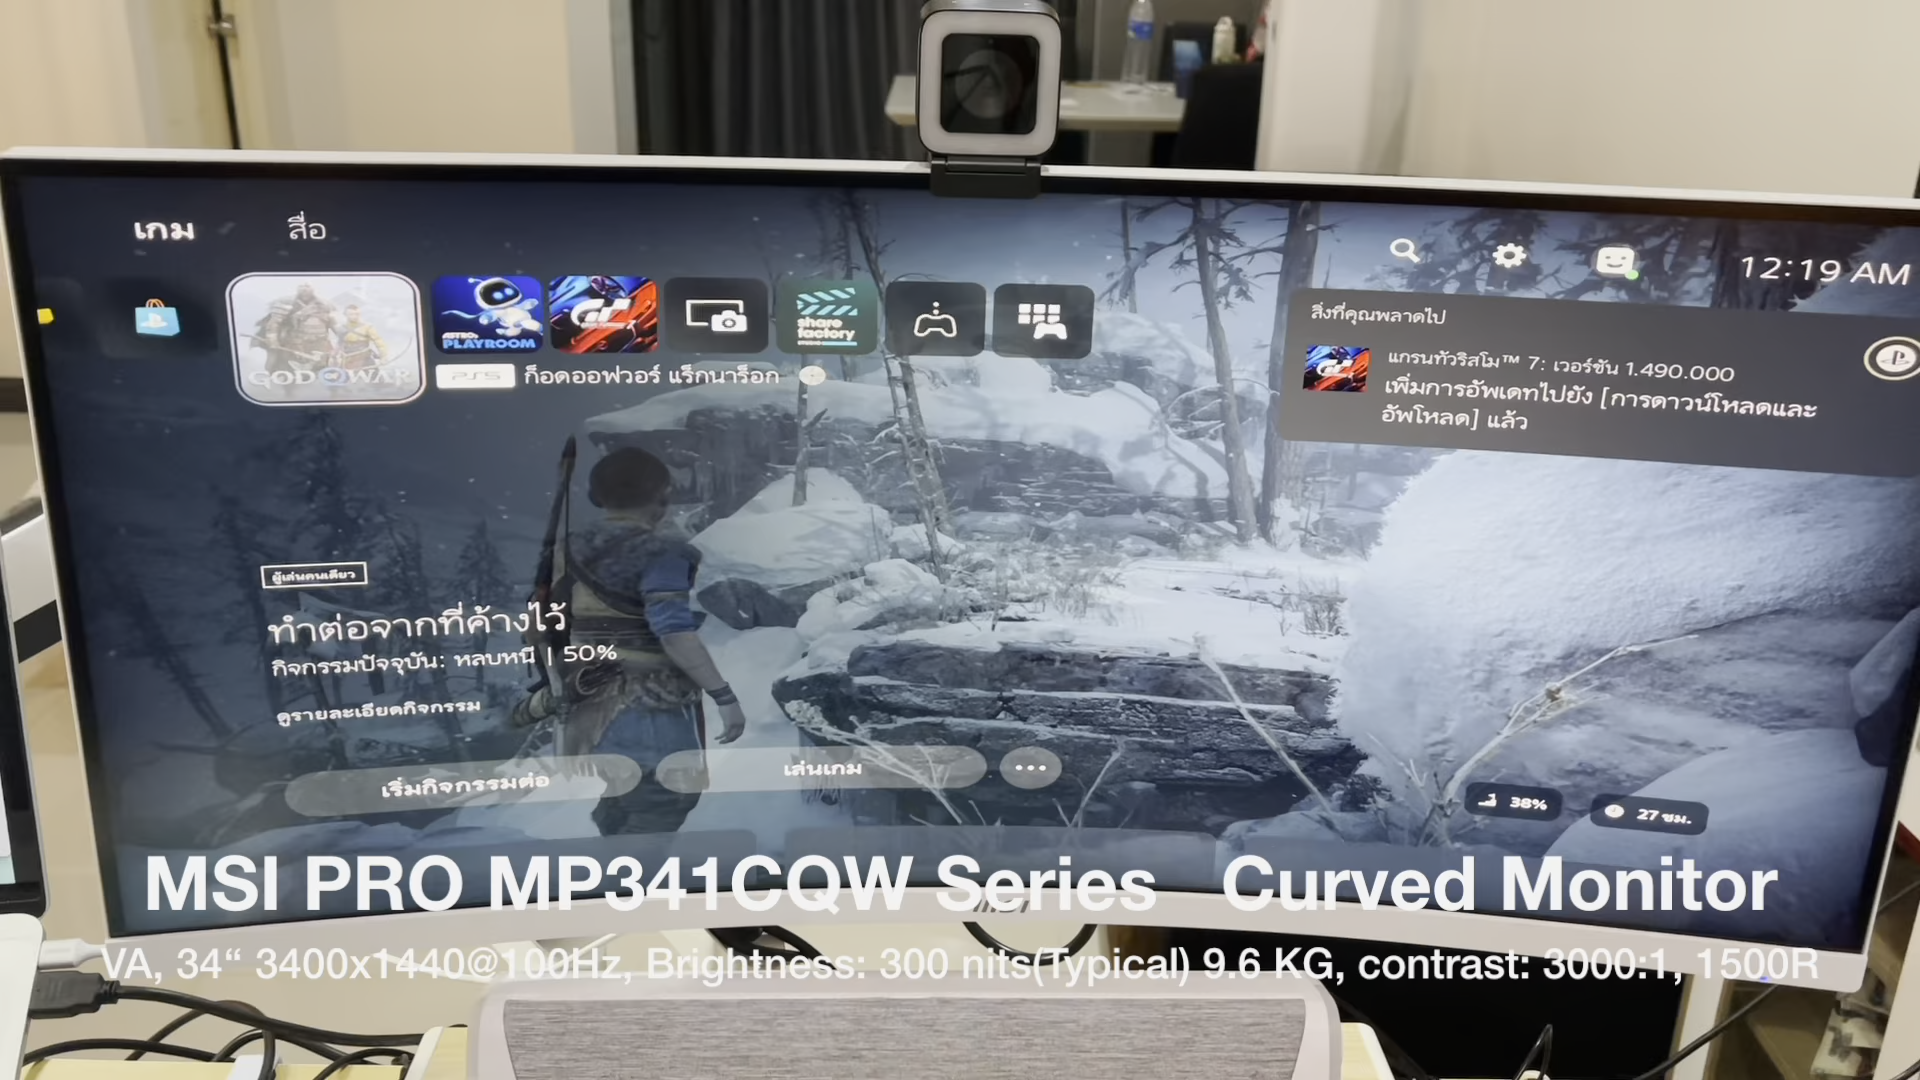 เกม สื่อ
12:19 AM
สิ่งที่คุณพลาดไป
แกรนทัวริสโม™ 7: เวอร์ชัน 1.490.000
เพิ่มการอัพเดทไปยัง [การดาวน์โหลดและ
อัพโหลด] แล้ว
GOD OF WAR
ASTRO's
PLAYROOM
share
factory
STUDIO
PS5 ก็อดออฟวอร์ แร็กนาร็อก
ผู้เล่นคนเดียว
ทำต่อจากที่ค้างไว้
กิจกรรมปัจจุบัน: หลบหนี | 50%
ดูรายละเอียดกิจกรรม
เริ่มกิจกรรมต่อ
เล่นเกม
38%
27 ชม.
MSI PRO MP341CQW Series Curved Monitor
VA, 34“ 3400x1440@100Hz, Brightness: 300 nits(Typical) 9.6 KG, contrast: 3000:1, 1500R